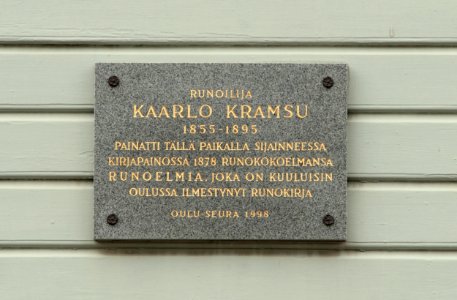 RUNOILIJA
KAARLO KRAMSU
1855-1895
PAINATTI TÄLLÄ PAIKALLA SIJAINNEESSA
KIRJAPAINOSSA 1878 RUNOKOKOELMANSA
RUNOELMIA, JOKA ON KUULUISIN
OULUSSA ILMESTYNYT RUNOKIRJA
OULU-SEURA 1998